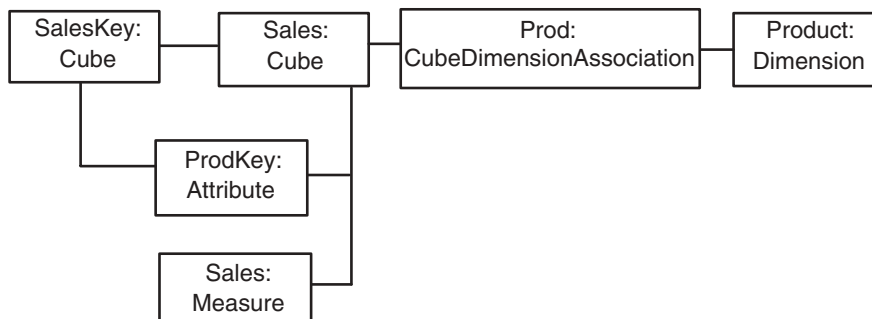 SalesKey:
Cube
Sales:
Cube
Prod:
CubeDimensionAssociation
Product:
Dimension
ProdKey:
Attribute
Sales:
Measure